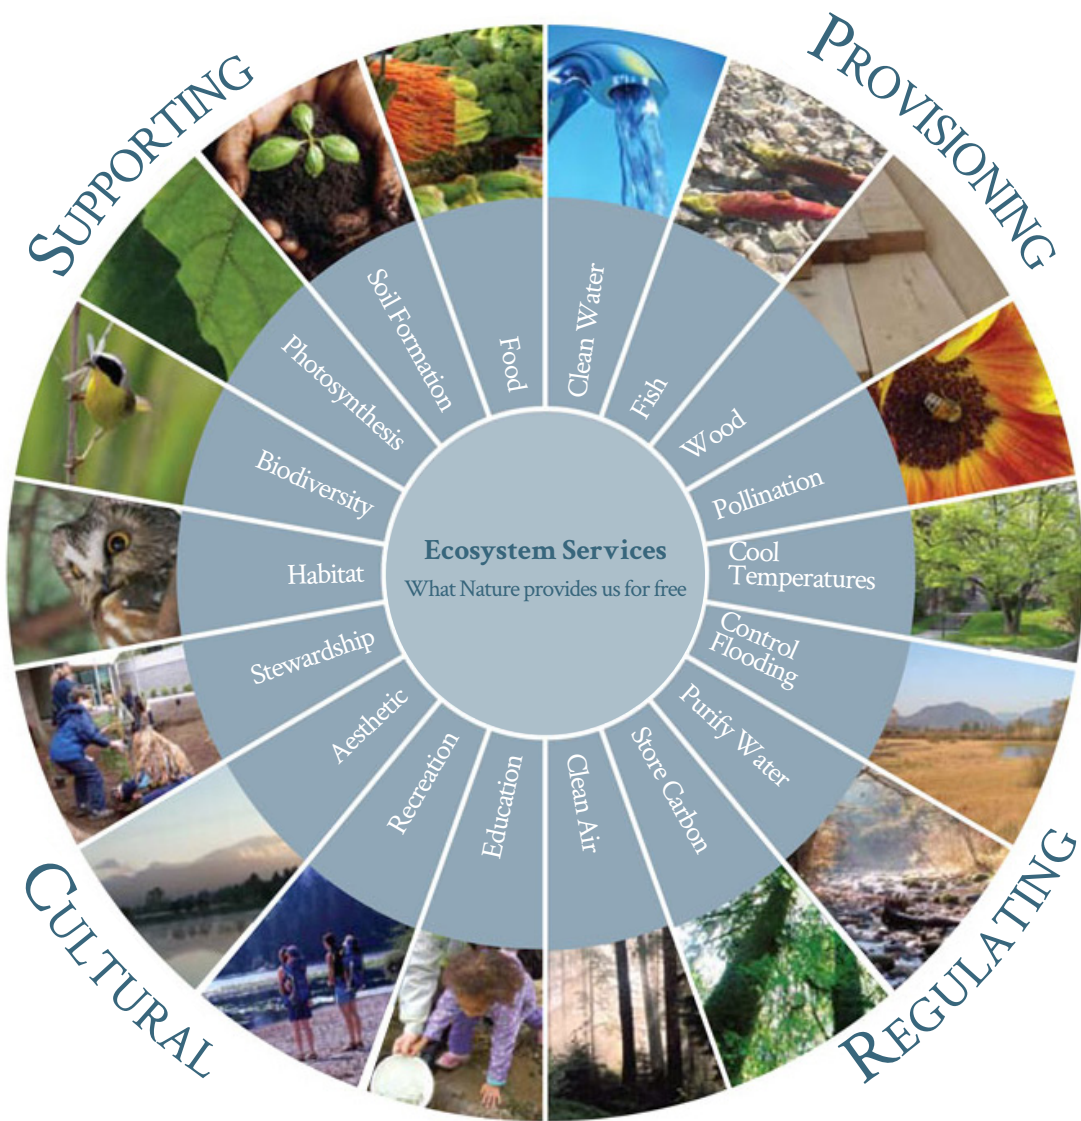 SUPPORTING
PROVISIONING
Soil Formation
Food
Clean Water
Fish
Wood
Photosynthesis
Pollination
Biodiversity
Cool
Temperatures
Habitat
Ecosystem Services
What Nature provides us for free
Control
Flooding
Stewardship
Purify Water
Aesthetic
Store Carbon
Recreation
Education
Clean Air
CULTURAL
REGULATING